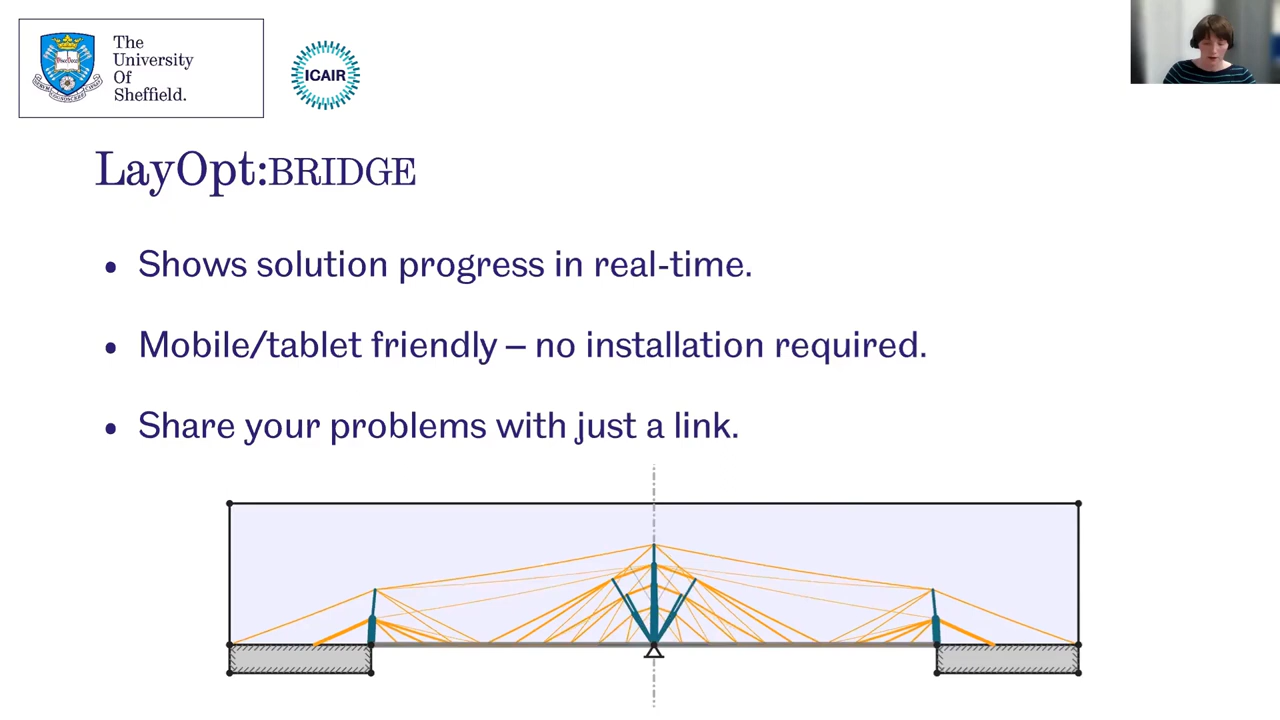 The
University
Of
Sheffield.
ICAIR
LayOpt:BRIDGE
• Shows solution progress in real-time.
• Mobile/tablet friendly – no installation required.
• Share your problems with just a link.